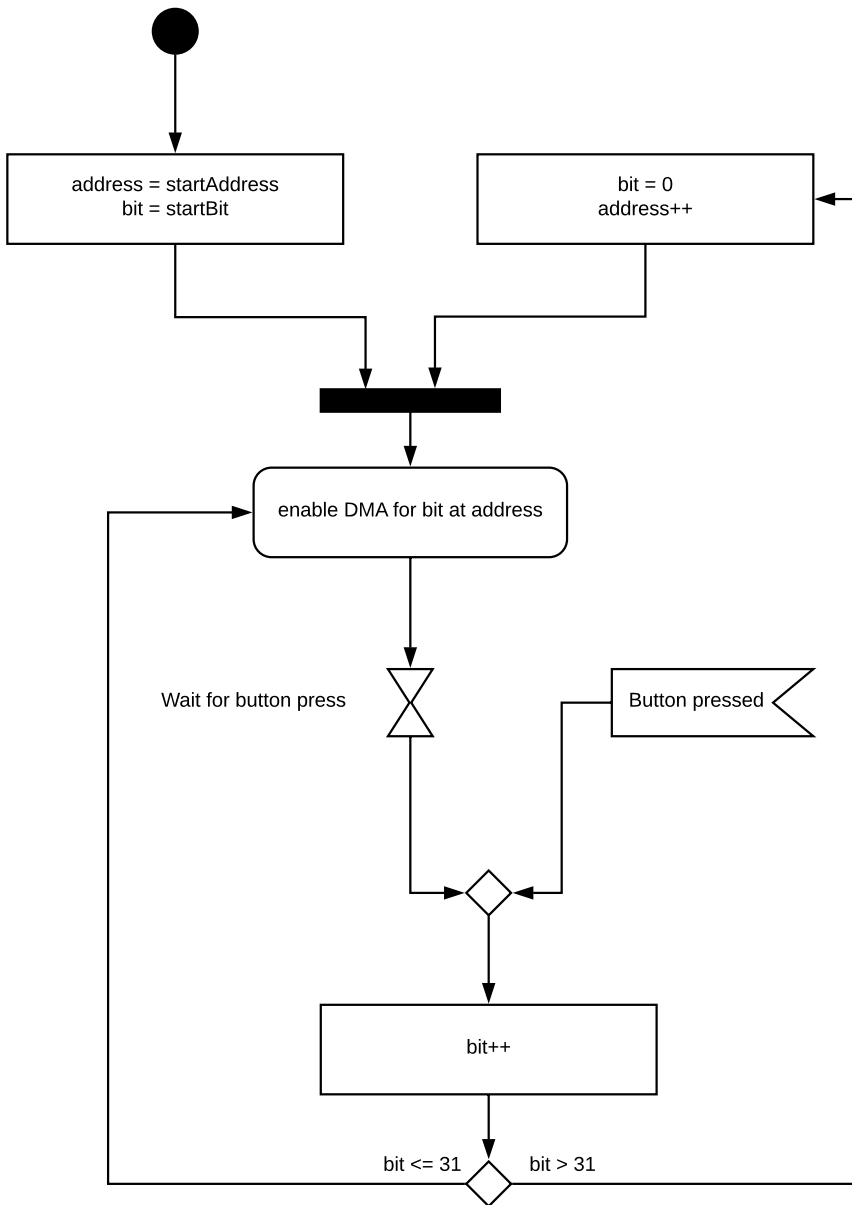 address = startAddress
bit = startBit
bit = 0
address++
enable DMA for bit at address
Wait for button press
Button pressed
bit++
bit <= 31
bit > 31